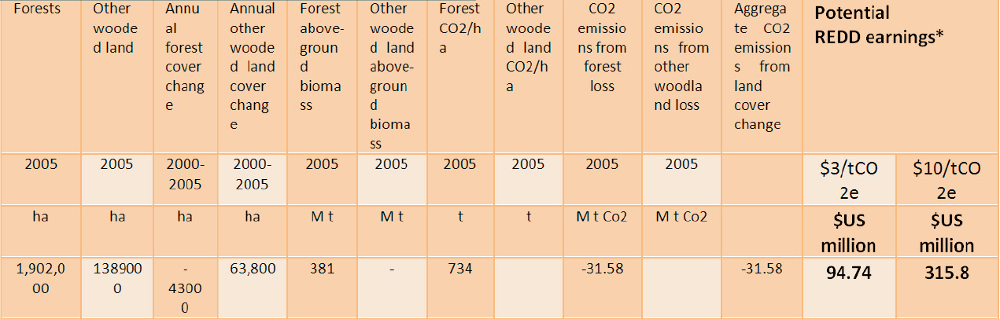 Forests
Other
woode
d land
Annu
al
forest
cover
chang
e
Annual
other
woode
d land
cover
chang
e
Forest
above-
groun
d
bioma
ss
Other
woode
d land
above-
groun
d
bioma
ss
Forest
CO2/h
a
Other
woode
d land
CO2/h
a
CO2
emissio
ns from
forest
loss
CO2
emissio
ns from
other
woodla
nd loss
Aggrega
te CO2
emission
s from
land
cover
change
Potential
REDD earnings*
2005
2005
2000-
2005
2000-
2005
2005
2005
2005
2005
2005
2005
$3/tCO
2e
$10/tCO
2e
ha
ha
ha
ha
M t
M t
t
t
M t Co2
M t Co2
$US
million
$US
million
1,902,0
00
138900
0
-
4300
0
63,800
381
-
734
-31.58
-31.58
94.74
315.8